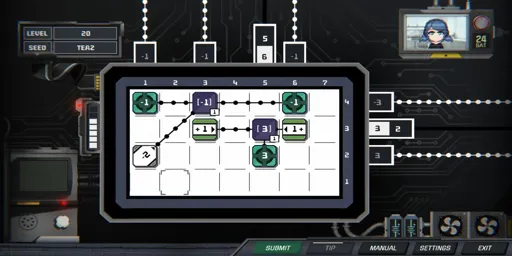 LEVEL 20
SEED TEAZ
5
-1 -1 6 -1
24
SAT
1 2 3 4 5 6 7
-1 [-1] -1 4
1
-3
+1 [3] 1+ 3
1
3 2
3 2
3
1
SUBMIT TIP MANUAL SETTINGS EXIT